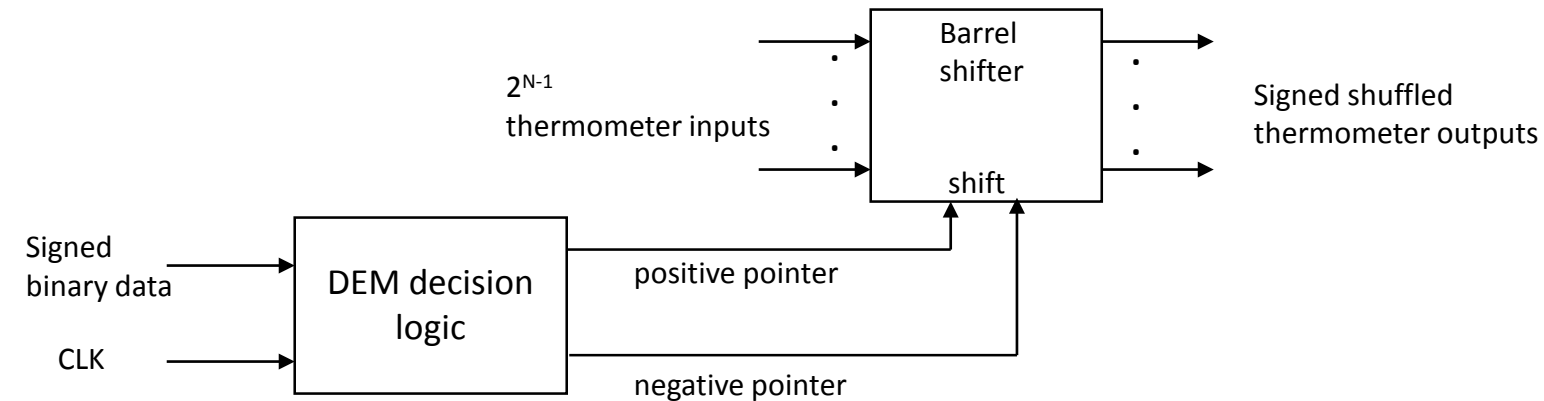 Barrel
shifter
2^{N-1}
thermometer inputs
Signed shuffled
thermometer outputs
shift
Signed
binary data
DEM decision
logic
positive pointer
CLK
negative pointer